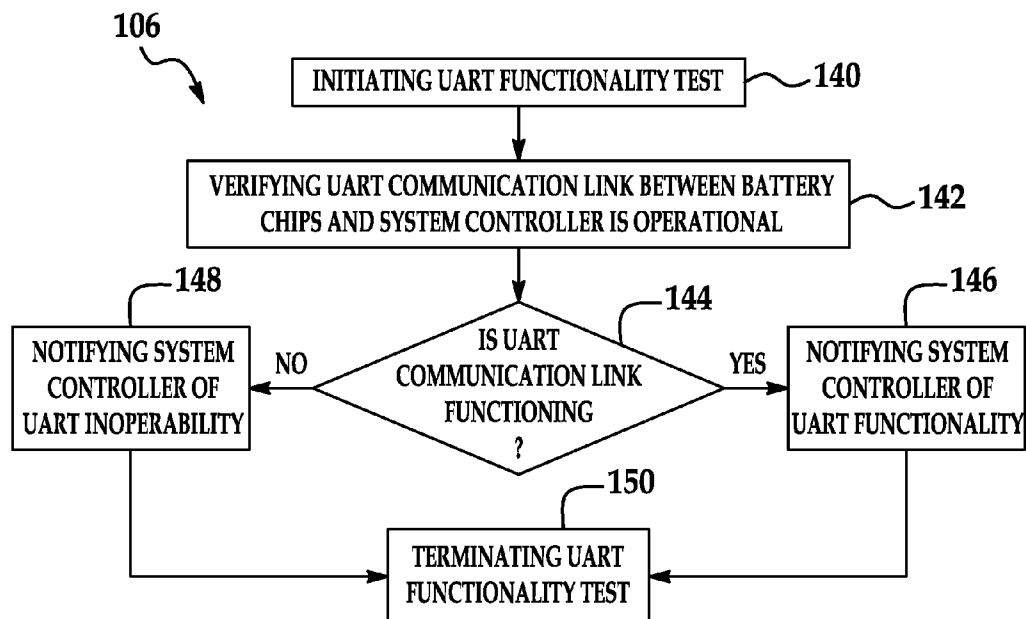 106
INITIATING UART FUNCTIONALITY TEST
140
VERIFYING UART COMMUNICATION LINK BETWEEN BATTERY
CHIPS AND SYSTEM CONTROLLER IS OPERATIONAL
142
148
NOTIFYING SYSTEM
CONTROLLER OF
UART INOPERABILITY
NO
144
IS UART
COMMUNICATION LINK
FUNCTIONING
?
YES
146
NOTIFYING SYSTEM
CONTROLLER OF
UART FUNCTIONALITY
150
TERMINATING UART
FUNCTIONALITY TEST